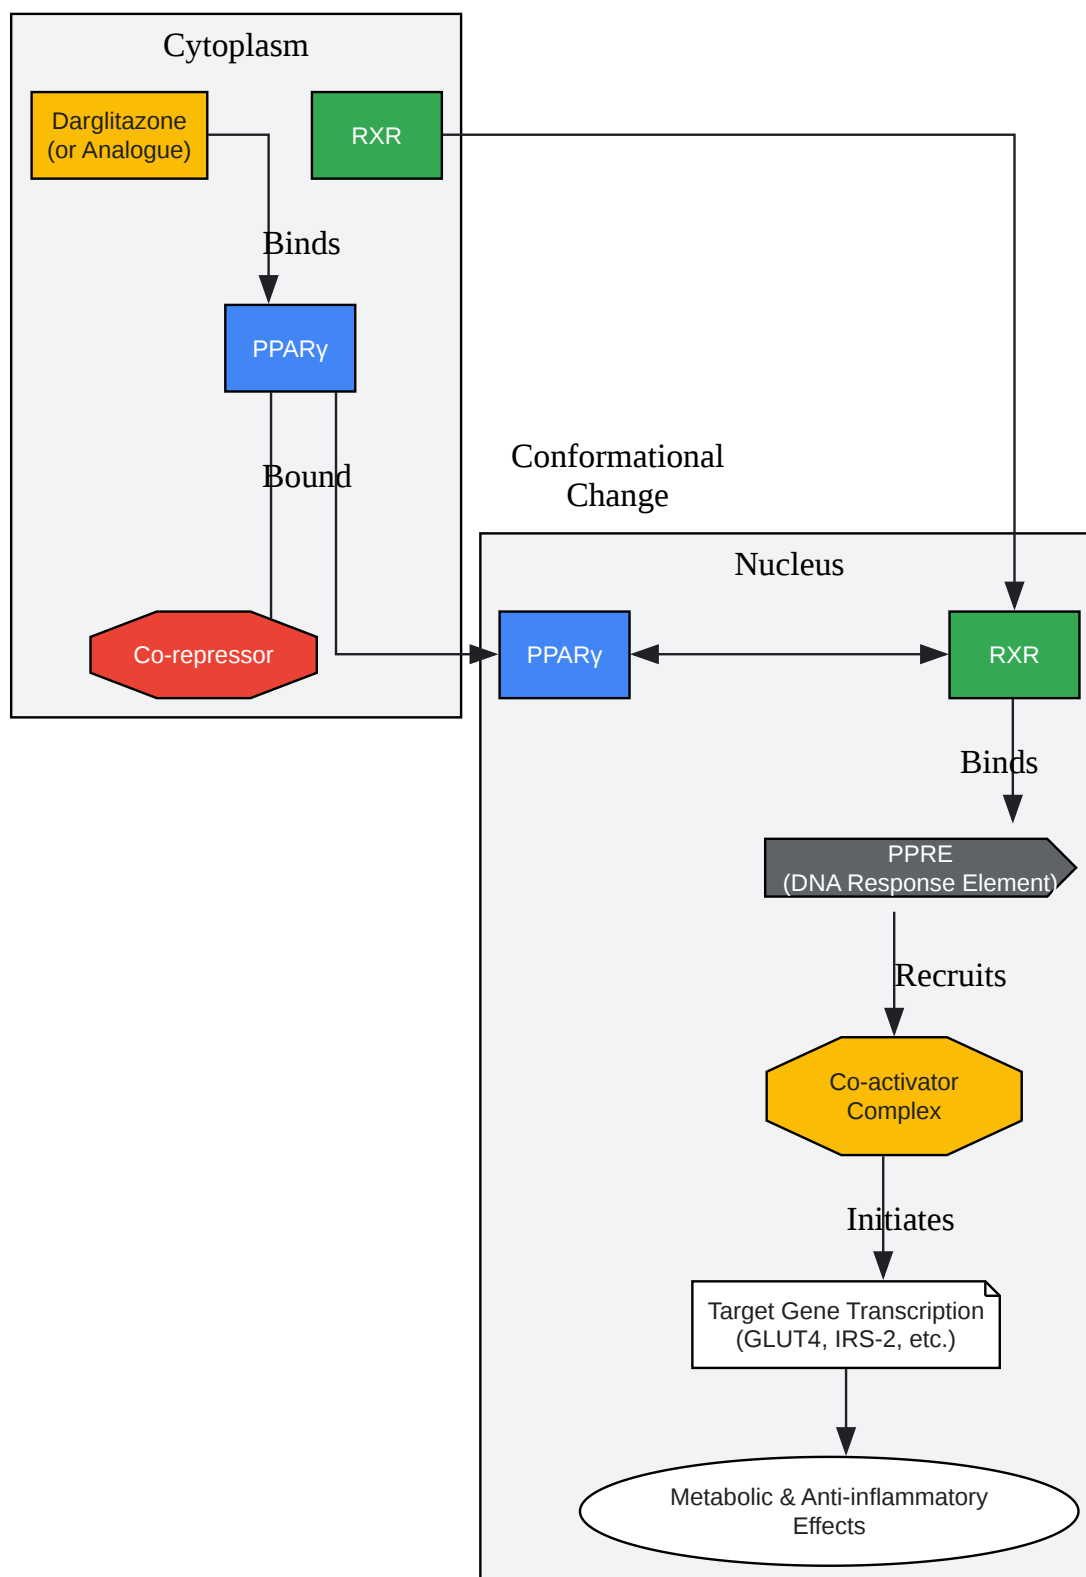 Cytoplasm
Darglitazone
(or Analogue)
RXR
Binds
PPARγ
Bound
Conformational
Change
Co-repressor
Nucleus
PPARγ
RXR
Binds
PPRE
(DNA Response Element)
Recruits
Co-activator
Complex
Initiates
Target Gene Transcription
(GLUT4, IRS-2, etc.)
Metabolic & Anti-inflammatory
Effects